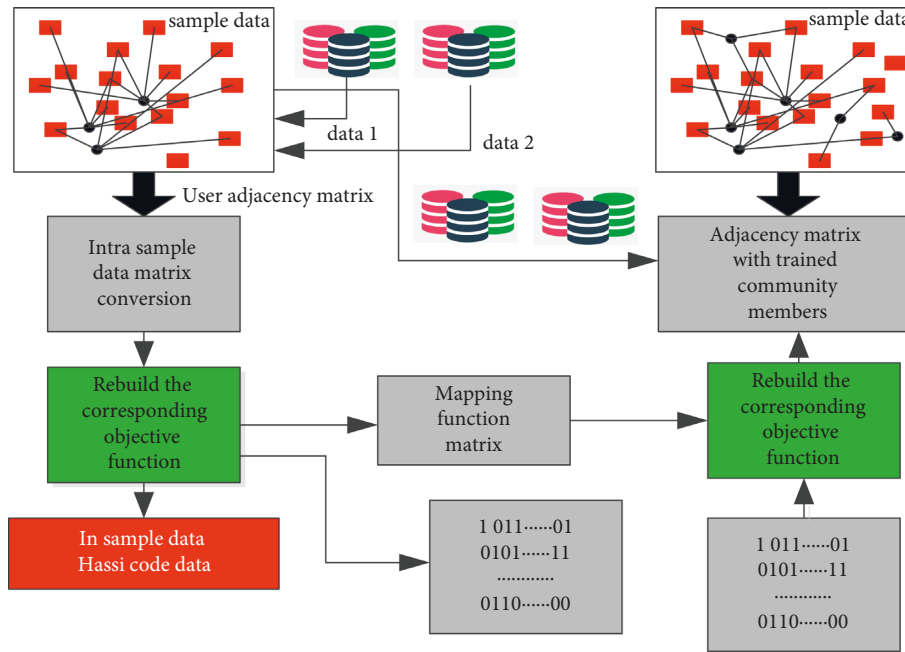 sample data
sample data
data 1
data 2
User adjacency matrix
Intra sample
data matrix
conversion
Adjacency matrix
with trained
community
members
Rebuild the
corresponding
objective
function
Mapping
function
matrix
Rebuild the
corresponding
objective
function
In sample data
Hassi code data
1 011······01
0101······11
············
0110······00
1 011······01
0101······11
············
0110······00